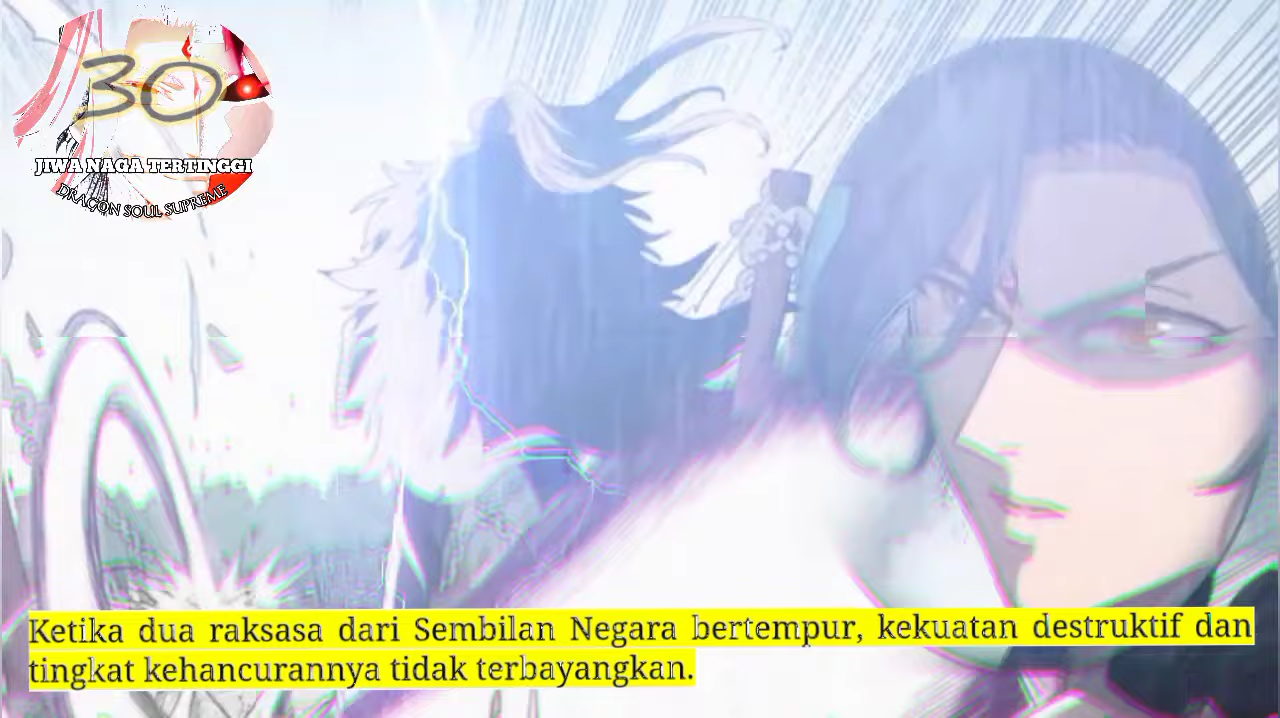 30
JIWA NAGA TERTINGGI
DRAGON SOUL SUPREME
Ketika dua raksasa dari Sembilan Negara bertempur, kekuatan destruktif dan
tingkat kehancurannya tidak terbayangkan.